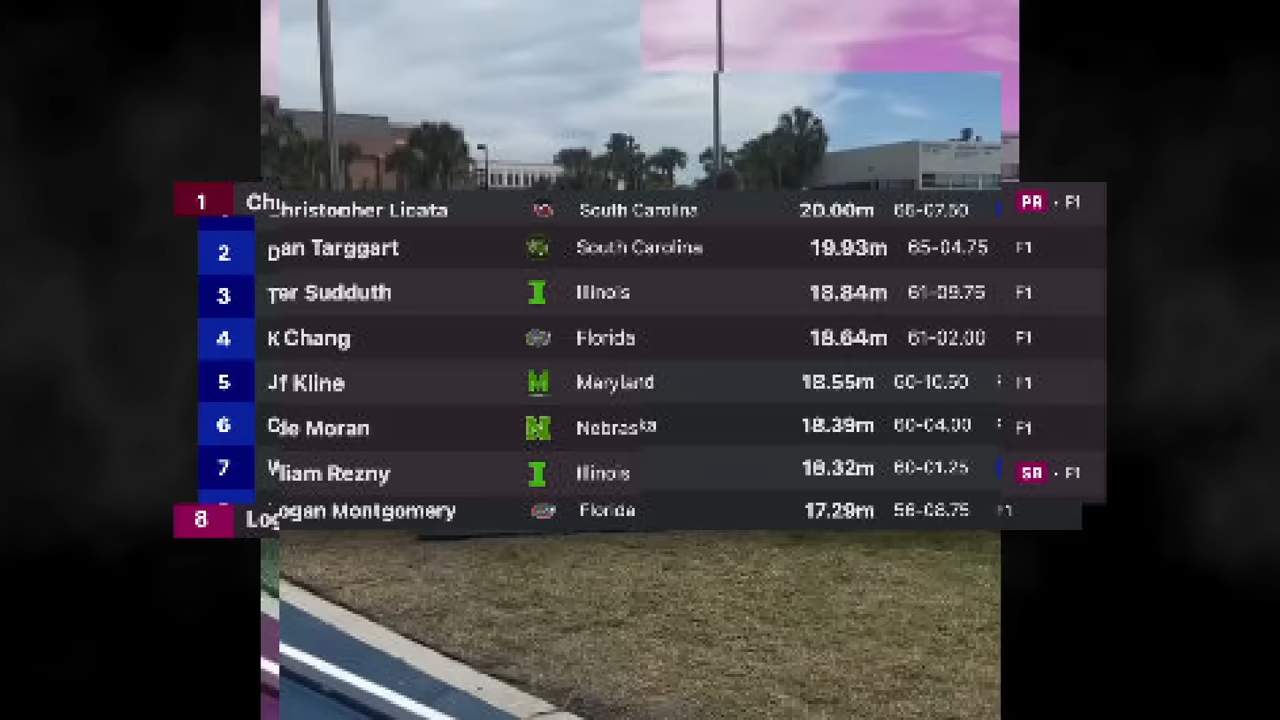 1 Christopher Licata South Carolina 20.00m 65-07.50 PR · F1
2 Dan Targgart South Carolina 19.93m 65-04.75 F1
3 Sudduth Illinois 18.84m 61-09.75 F1
4 K Chang Florida 18.64m 61-02.00 F1
5 Kline Maryland 18.55m 60-10.50 F1
6 Moran Nebraska 18.39m 60-04.00 F1
7 William Rezny Illinois 18.32m 60-01.25 SB · F1
8 Logan Montgomery Florida 17.29m 56-08.75 F1